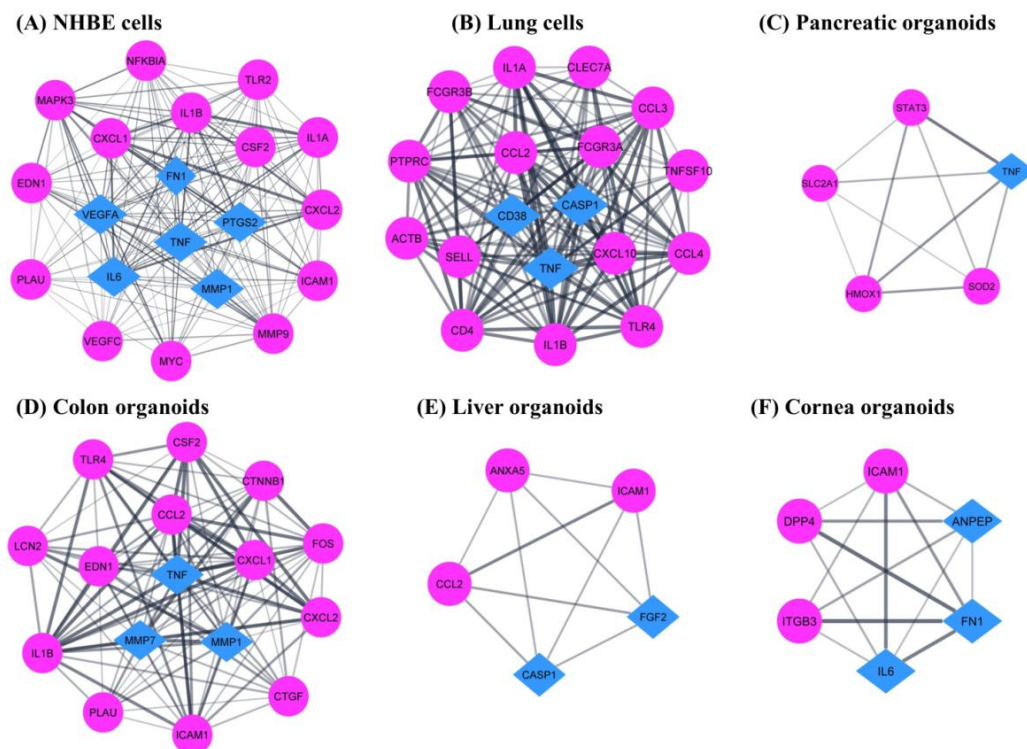 (A) NHBE cells
NFKBIA
TLR2
MAPK3
IL1B
CXCL1
CSF2
IL1A
FN1
EDN1
VEGFA
PTGS2
CXCL2
TNF
IL6
MMP1
PLAU
ICAM1
VEGFC
MMP9
MYC
(B) Lung cells
IL1A
CLEC7A
FCGR3B
CCL3
CCL2
FCGR3A
PTPRC
TNFSF10
CD38
CASP1
ACTB
SELL
CXCL10
CCL4
TNF
CD4
TLR4
IL1B
(C) Pancreatic organoids
STAT3
TNF
SLC2A1
HMOX1
SOD2
(D) Colon organoids
CSF2
TLR4
CTNNB1
CCL2
LCN2
FOS
EDN1
CXCL1
TNF
CXCL2
MMP7
MMP1
IL1B
CTGF
PLAU
ICAM1
(E) Liver organoids
ANXA5
ICAM1
CCL2
FGF2
CASP1
(F) Cornea organoids
ICAM1
DPP4
ANPEP
ITGB3
FN1
IL6